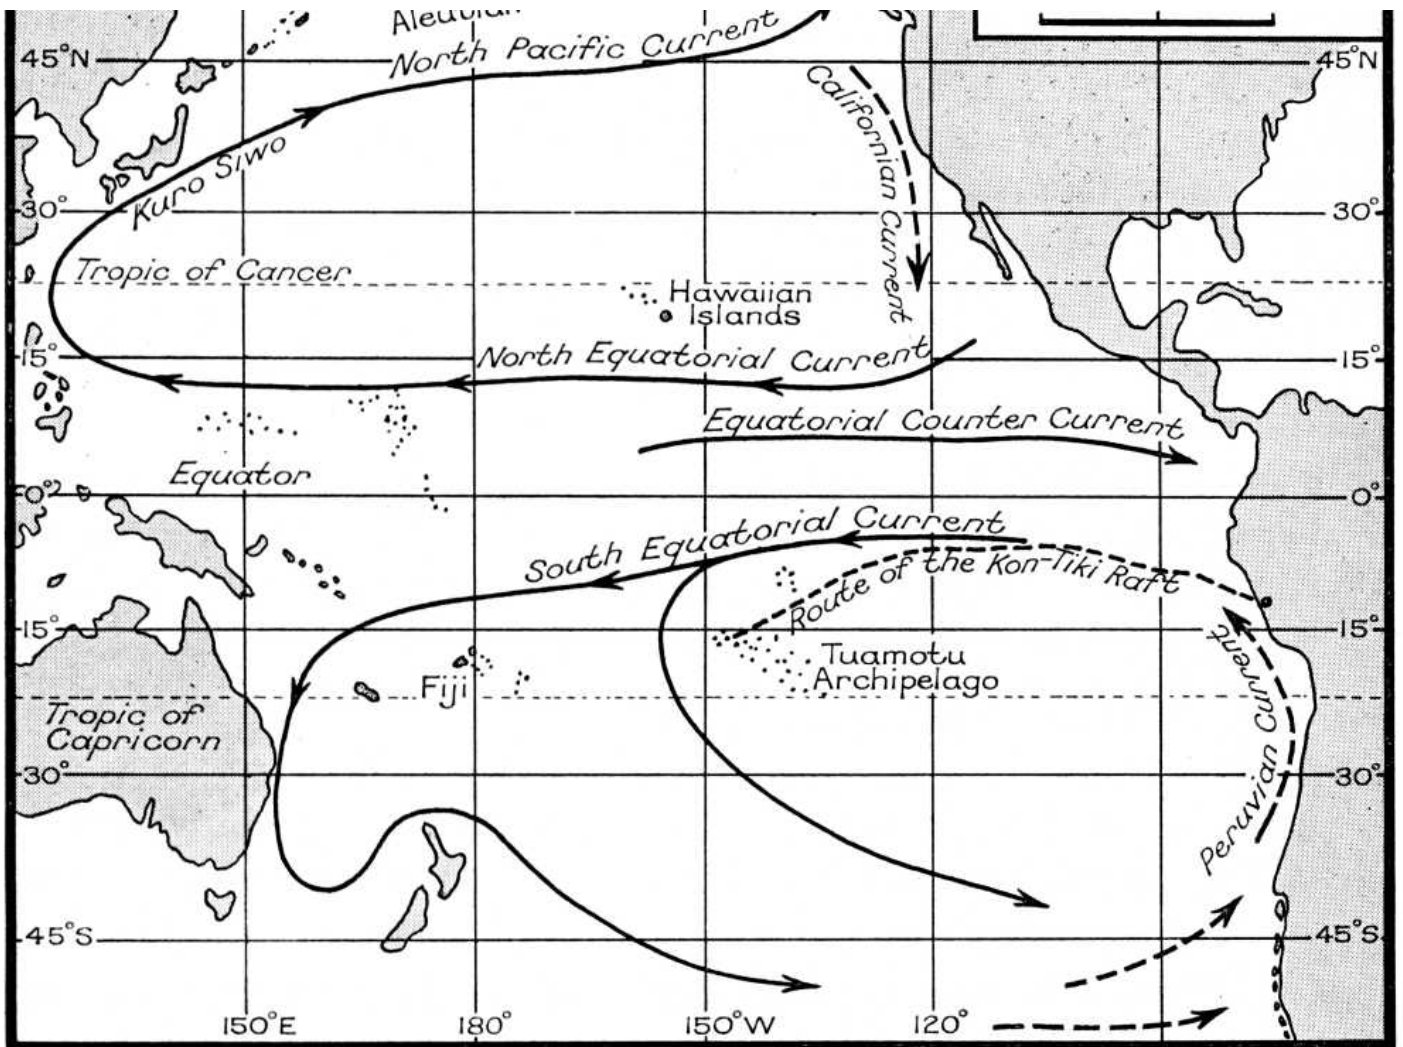 Aleutian
45°N
North Pacific Current
45°N
Californian Current
Kuro Siwo
30°
30°
Tropic of Cancer
Hawaiian
Islands
15°
North Equatorial Current
15°
Equatorial Counter Current
Equator
0°
0°
South Equatorial Current
Route of the Kon-Tiki Raft
15°
15°
Tuamotu
Archipelago
Fiji
Peruvian Current
Tropic of
Capricorn
30°
30°
45°S
45°S
150°E
180°
150°W
120°